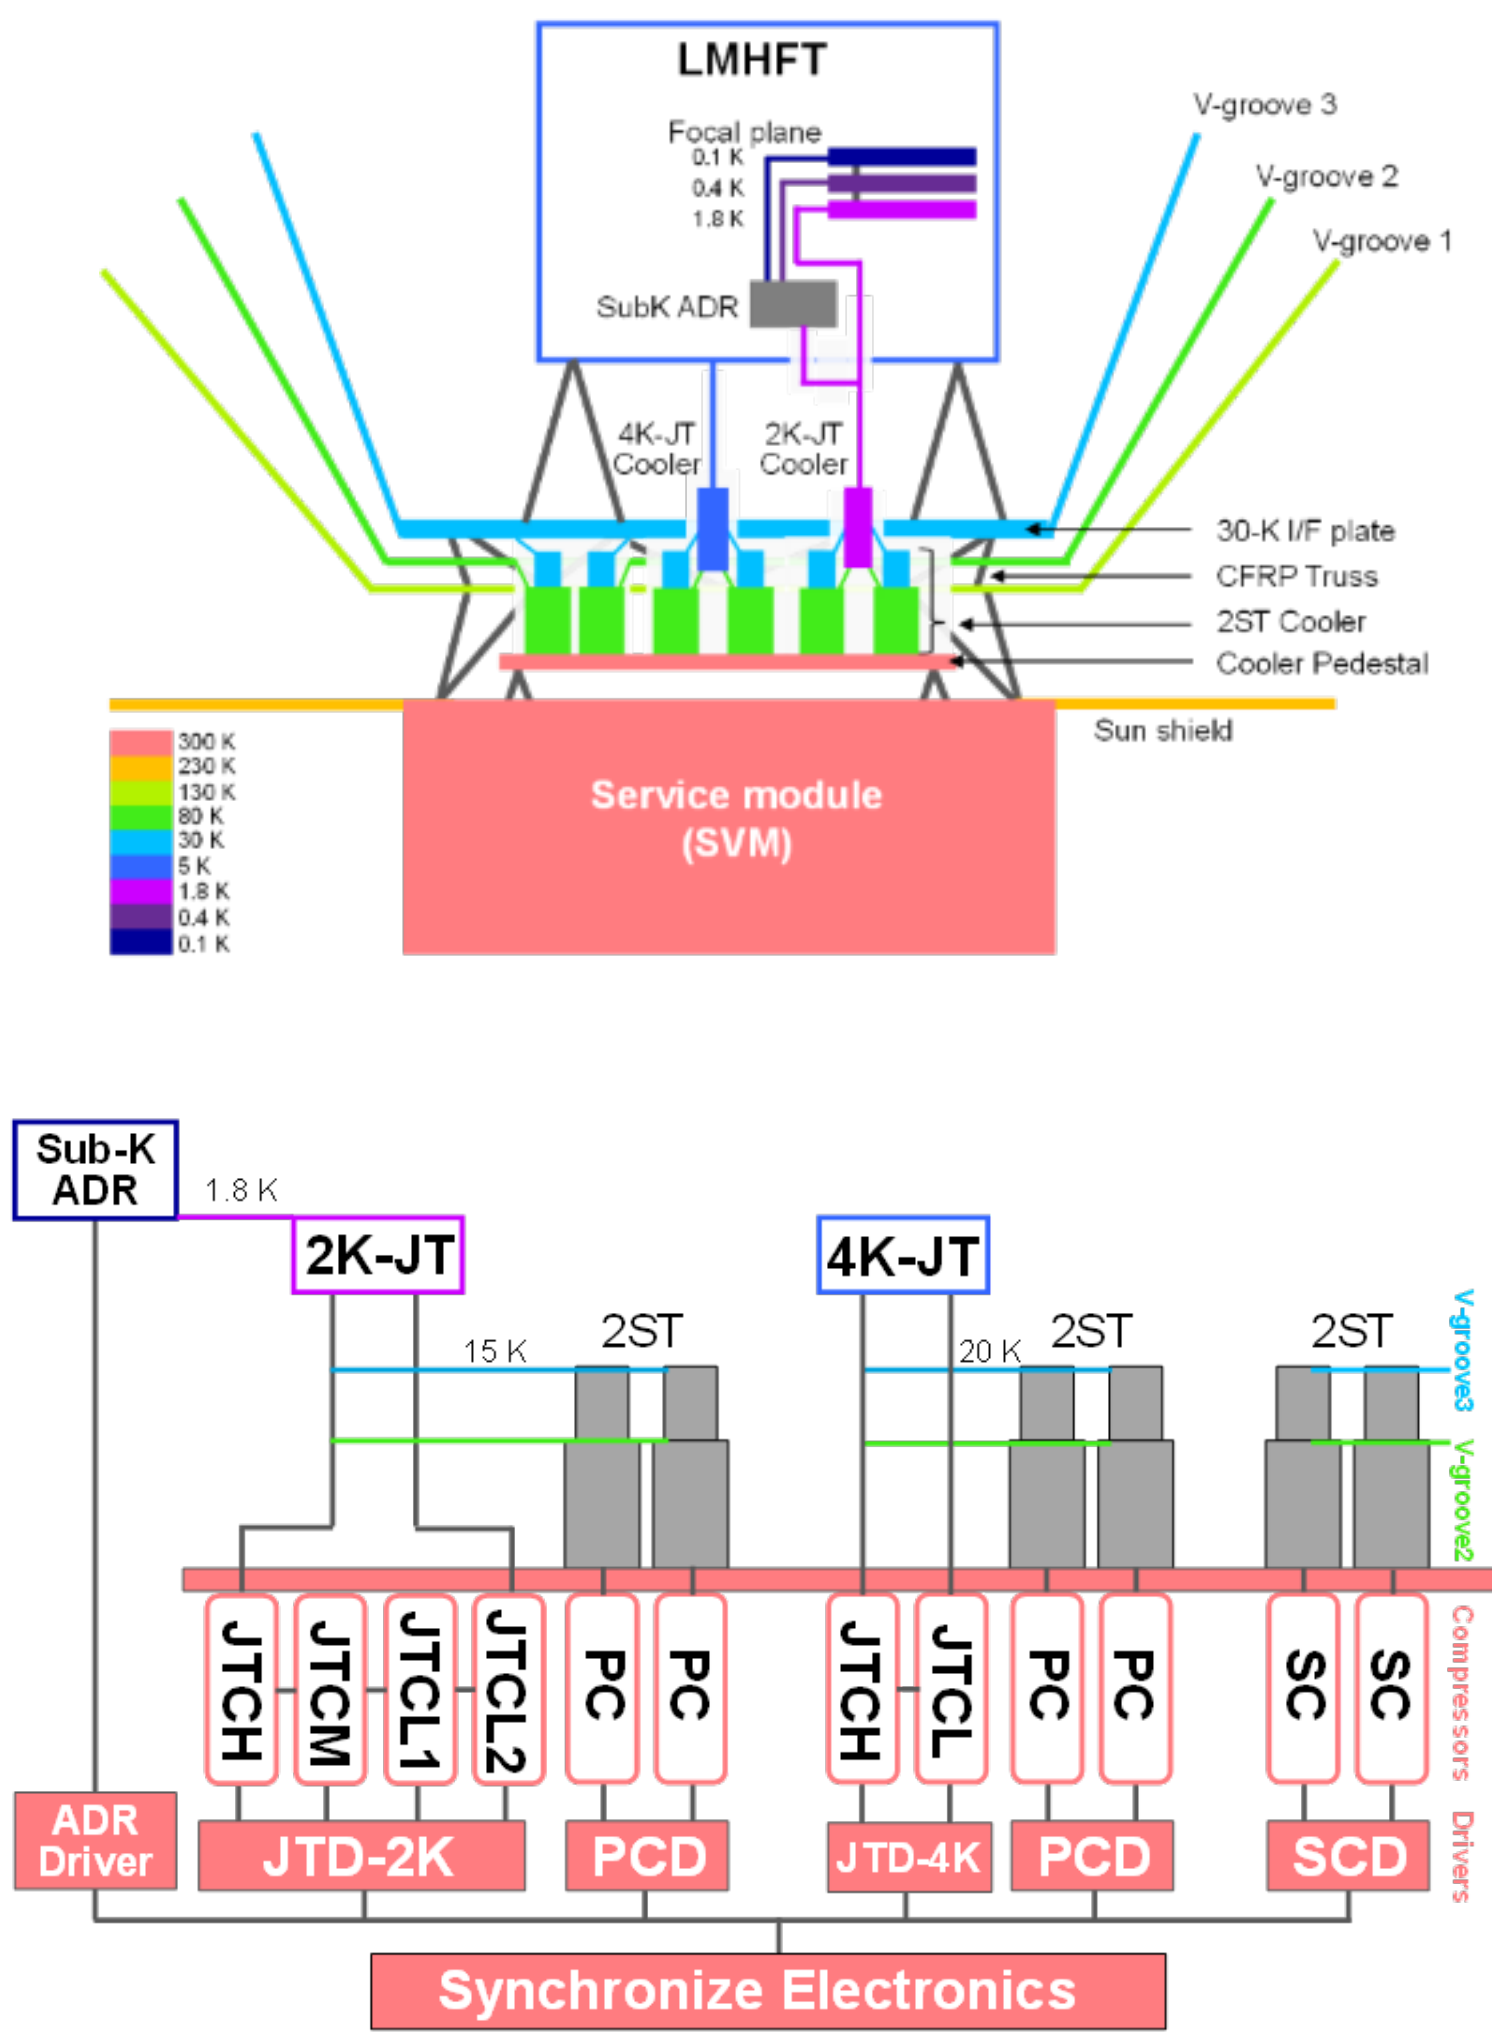 LMHFT
Focal plane
0.1 K
0.4 K
1.8 K
SubK ADR
V-groove 3
V-groove 2
V-groove 1
4K-JT
Cooler
2K-JT
Cooler
30-K I/F plate
CFRP Truss
2ST Cooler
Cooler Pedestal
Sun shield
300 K
230 K
130 K
80 K
30 K
5 K
1.8 K
0.4 K
0.1 K
Service module
(SVM)
Sub-K
ADR
1.8 K
2K-JT
4K-JT
15 K
2ST
20 K
2ST
2ST
V-groove3
V-groove2
JTCH
JTCM
JTCL1
JTCL2
PC
PC
JTCH
JTCL
PC
PC
SC
SC
Compressors
ADR
Driver
JTD-2K
PCD
JTD-4K
PCD
SCD
Drivers
Synchronize Electronics